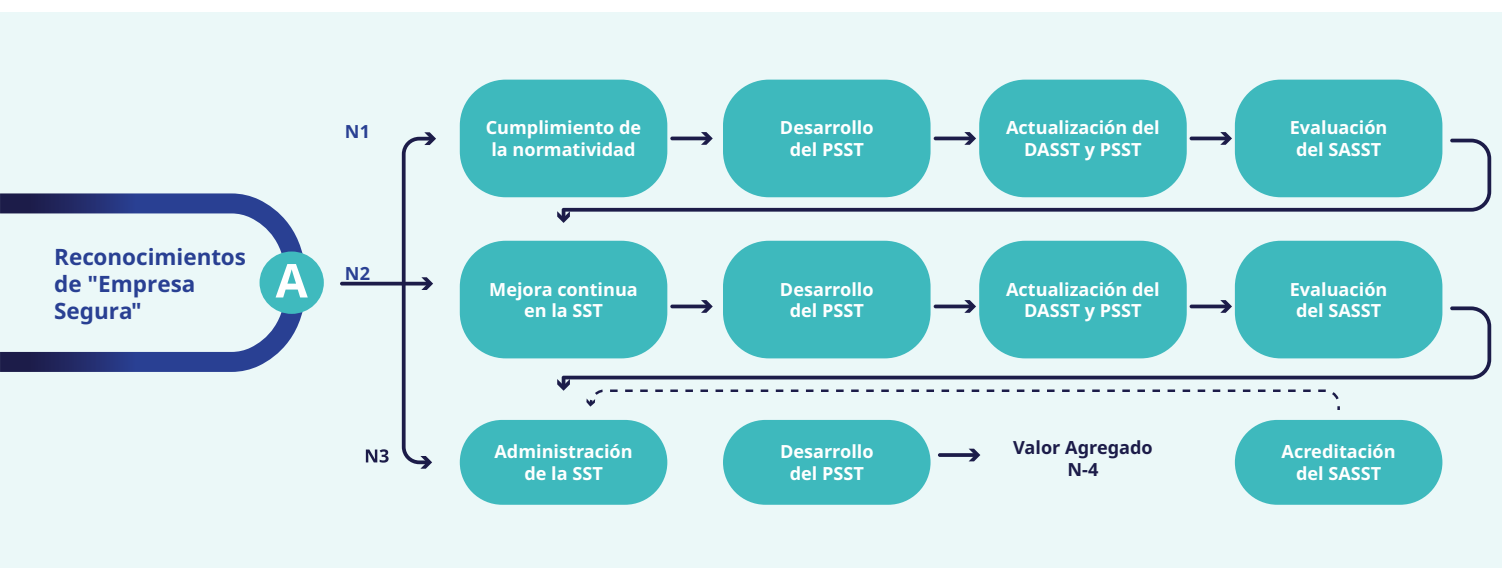 Reconocimientos
de "Empresa
Segura"
A
N1
Cumplimiento de
la normatividad
Desarrollo
del PSST
Actualización del
DASST y PSST
Evaluación
del SASST
N2
Mejora continua
en la SST
Desarrollo
del PSST
Actualización del
DASST y PSST
Evaluación
del SASST
N3
Administración
de la SST
Desarrollo
del PSST
Valor Agregado
N-4
Acreditación
del SASST